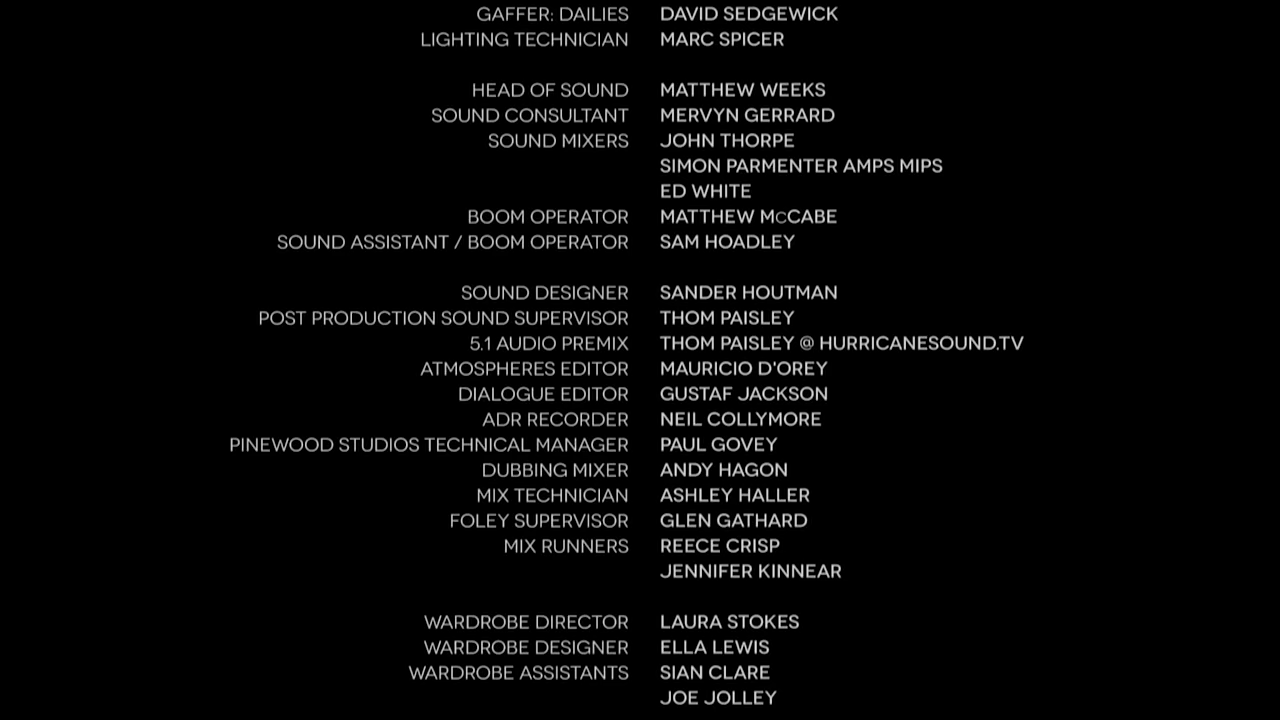 GAFFER: DAILIES DAVID SEDGEWICK
LIGHTING TECHNICIAN MARC SPICER
HEAD OF SOUND MATTHEW WEEKS
SOUND CONSULTANT MERVYN GERRARD
SOUND MIXERS JOHN THORPE
SIMON PARMENTER AMPS MIPS
ED WHITE
BOOM OPERATOR MATTHEW McCABE
SOUND ASSISTANT / BOOM OPERATOR SAM HOADLEY
SOUND DESIGNER SANDER HOUTMAN
POST PRODUCTION SOUND SUPERVISOR THOM PAISLEY
5.1 AUDIO PREMIX THOM PAISLEY @ HURRICANESOUND.TV
ATMOSPHERES EDITOR MAURICIO D'OREY
DIALOGUE EDITOR GUSTAF JACKSON
ADR RECORDER NEIL COLLYMORE
PINEWOOD STUDIOS TECHNICAL MANAGER PAUL GOVEY
DUBBING MIXER ANDY HAGON
MIX TECHNICIAN ASHLEY HALLER
FOLEY SUPERVISOR GLEN GATHARD
MIX RUNNERS REECE CRISP
JENNIFER KINNEAR
WARDROBE DIRECTOR LAURA STOKES
WARDROBE DESIGNER ELLA LEWIS
WARDROBE ASSISTANTS SIAN CLARE
JOE JOLLEY